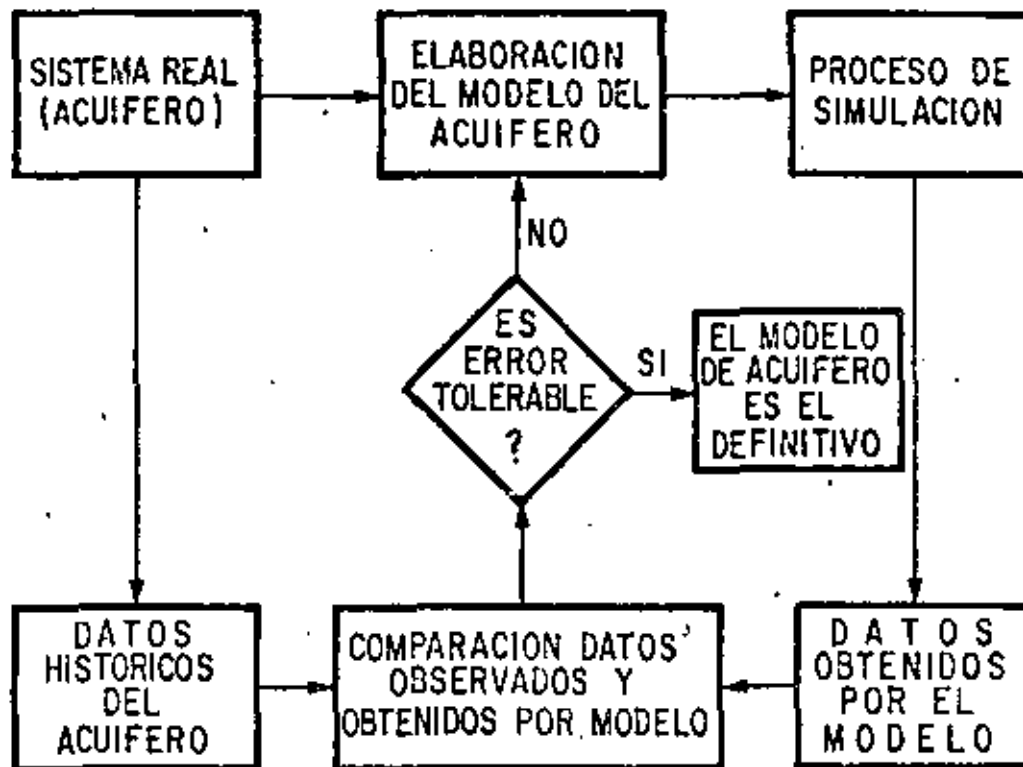 SISTEMA REAL
(ACUIFERO)
ELABORACION
DEL MODELO DEL
ACUIFERO
PROCESO DE
SIMULACION
NO
ES
ERROR
TOLERABLE
?
SI
EL MODELO
DE ACUIFERO
ES EL
DEFINITIVO
DATOS
HISTORICOS
DEL
ACUIFERO
COMPARACION DATOS
OBSERVADOS Y
OBTENIDOS POR MODELO
DATOS
OBTENIDOS
POR EL
MODELO